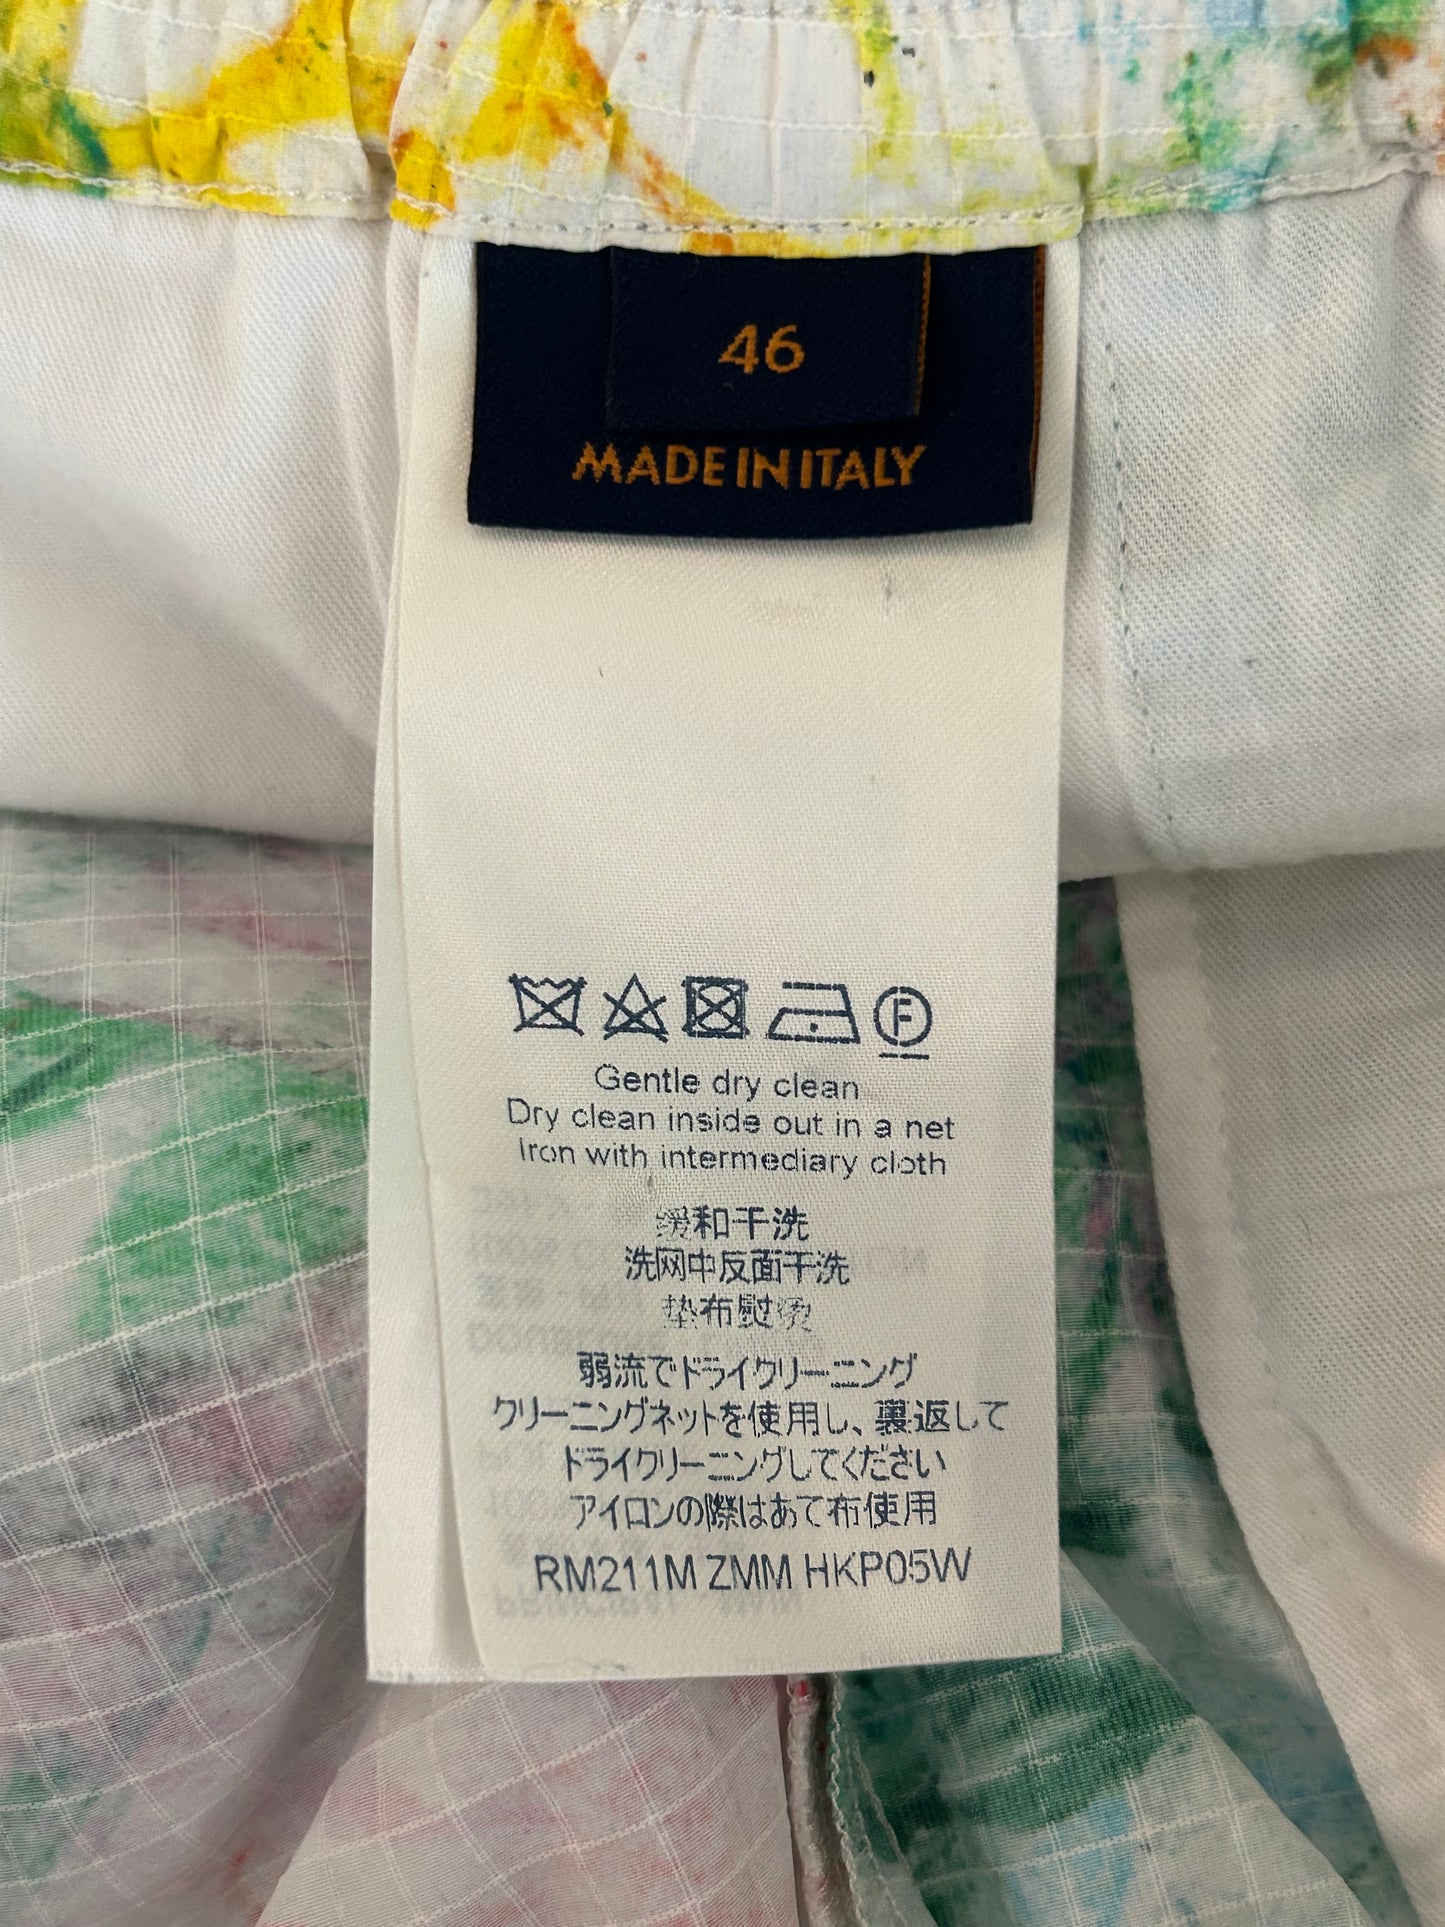 46
MADE IN ITALY
F
Gentle dry clean
Dry clean inside out in a net
Iron with intermediary cloth
缓和干洗
洗网中反面干洗
垫布熨烫
弱流でドライクリーニング
クリーニングネットを使用し、裏返して
ドライクリーニングしてください
アイロンの際はあて布使用
RM211M ZMM HKP05W